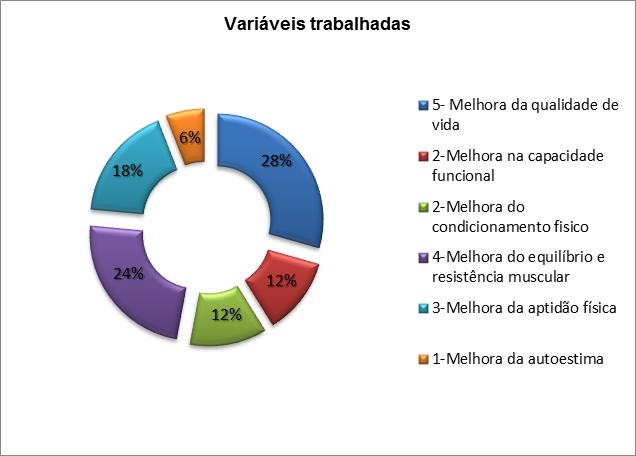 Variáveis trabalhadas
6%
28%
18%
24%
12%
12%
5- Melhora da qualidade de
vida
2-Melhora na capacidade
funcional
2-Melhora do
condicionamento fisico
4-Melhora do equilíbrio e
resistência muscular
3-Melhora da aptidão física
1-Melhora da autoestima